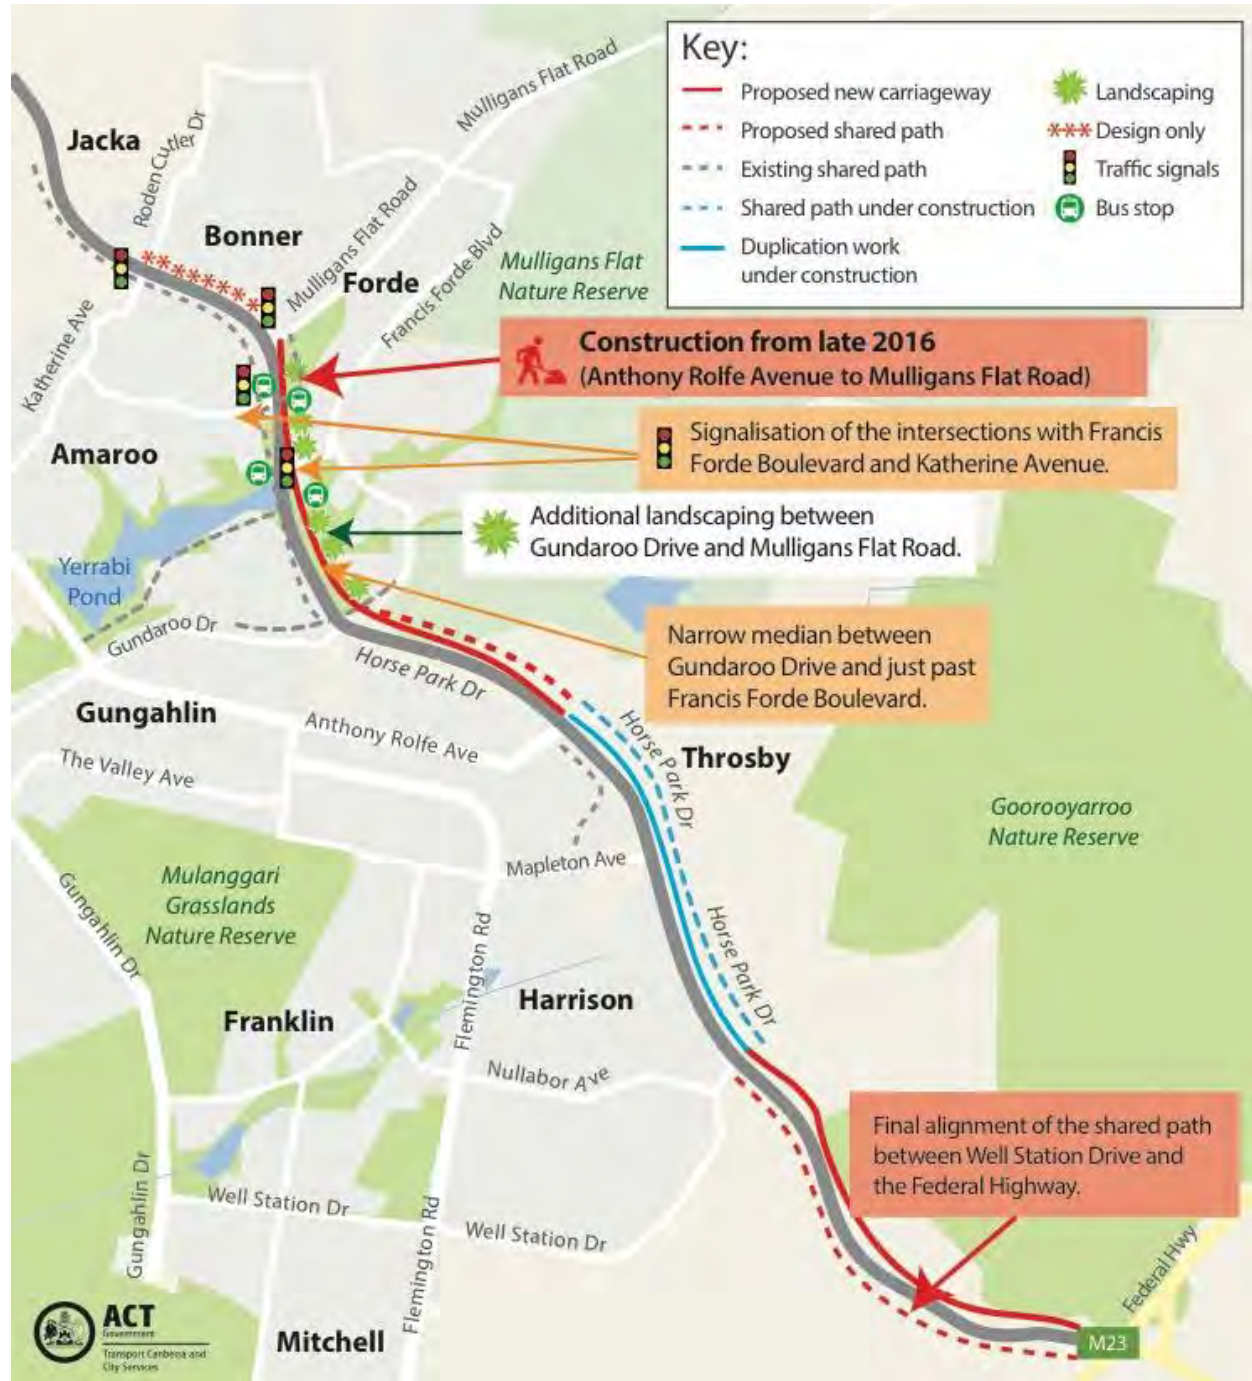 Key:
Proposed new carriageway
Proposed shared path
Existing shared path
Shared path under construction
Duplication work
under construction
Landscaping
Design only
Traffic signals
Bus stop
Mulligans Flat Road
Jacka
Roden Cutler Dr
Bonner
Mulligans Flat Road
Forde
Francis Forde Blvd
Mulligans Flat
Nature Reserve
Katherine Ave
Construction from late 2016
(Anthony Rolfe Avenue to Mulligans Flat Road)
Amaroo
Signalisation of the intersections with Francis
Forde Boulevard and Katherine Avenue.
Additional landscaping between
Gundaroo Drive and Mulligans Flat Road.
Yerrabi
Pond
Gundaroo Dr
Narrow median between
Gundaroo Drive and just past
Francis Forde Boulevard.
Horse Park Dr
Gungahlin
Anthony Rolfe Ave
Horse Park Dr
Throsby
The Valley Ave
Goorooyarroo
Nature Reserve
Mapleton Ave
Mulanggari
Grasslands
Nature Reserve
Gungahlin Dr
Flemington Rd
Horse Park Dr
Harrison
Franklin
Nullabor Ave
Final alignment of the shared path
between Well Station Drive and
the Federal Highway.
Gungahlin Dr
Well Station Dr
Flemington Rd
Well Station Dr
Federal Hwy
M23
Mitchell
ACT
Government
Transport Canberra and
City Services